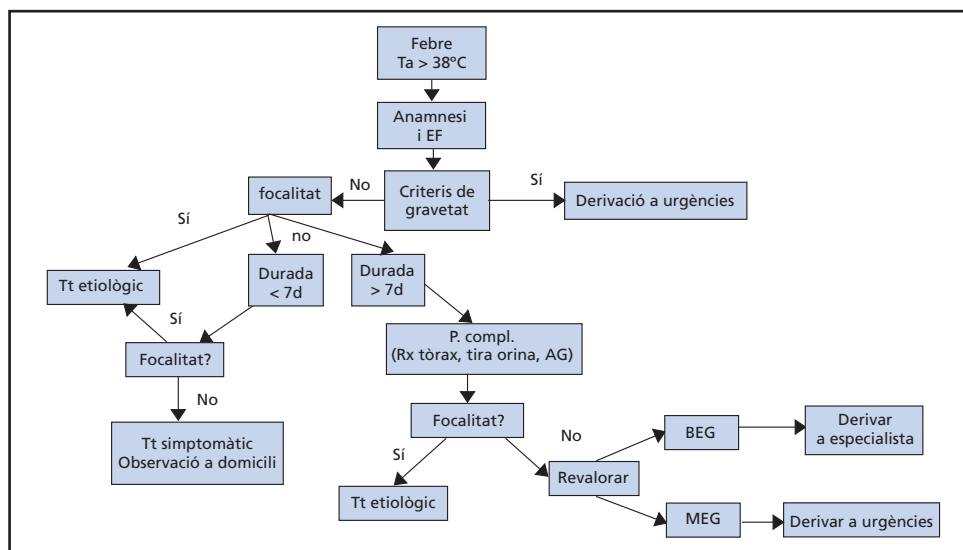 Febre
Ta > 38ºC
Anamnesi
i EF
Criteris de
gravetat
No
Sí
focalitat
Derivació a urgències
Sí
no
Tt etiològic
Durada
< 7d
Durada
> 7d
Sí
Focalitat?
No
Tt simptomàtic
Observació a domicili
P. compl.
(Rx tòrax, tira orina, AG)
Focalitat?
Sí
No
Tt etiològic
Revalorar
BEG
Derivar
a especialista
MEG
Derivar a urgències